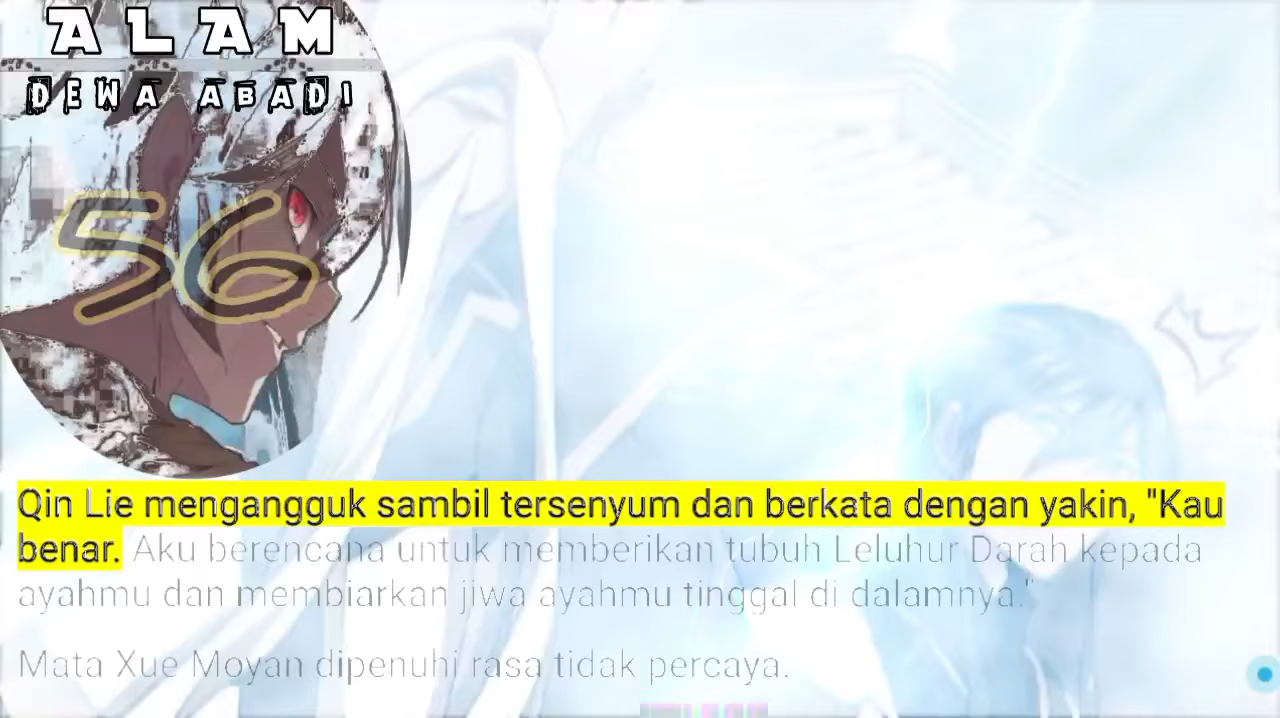 ALAM
DEWA ABADI
56
Qin Lie mengangguk sambil tersenyum dan berkata dengan yakin, "Kau
benar. Aku berencana untuk memberikan tubuh Leluhur Darah kepada
ayahmu dan membiarkan jiwa ayahmu tinggal di dalamnya."
Mata Xue Moyan dipenuhi rasa tidak percaya.